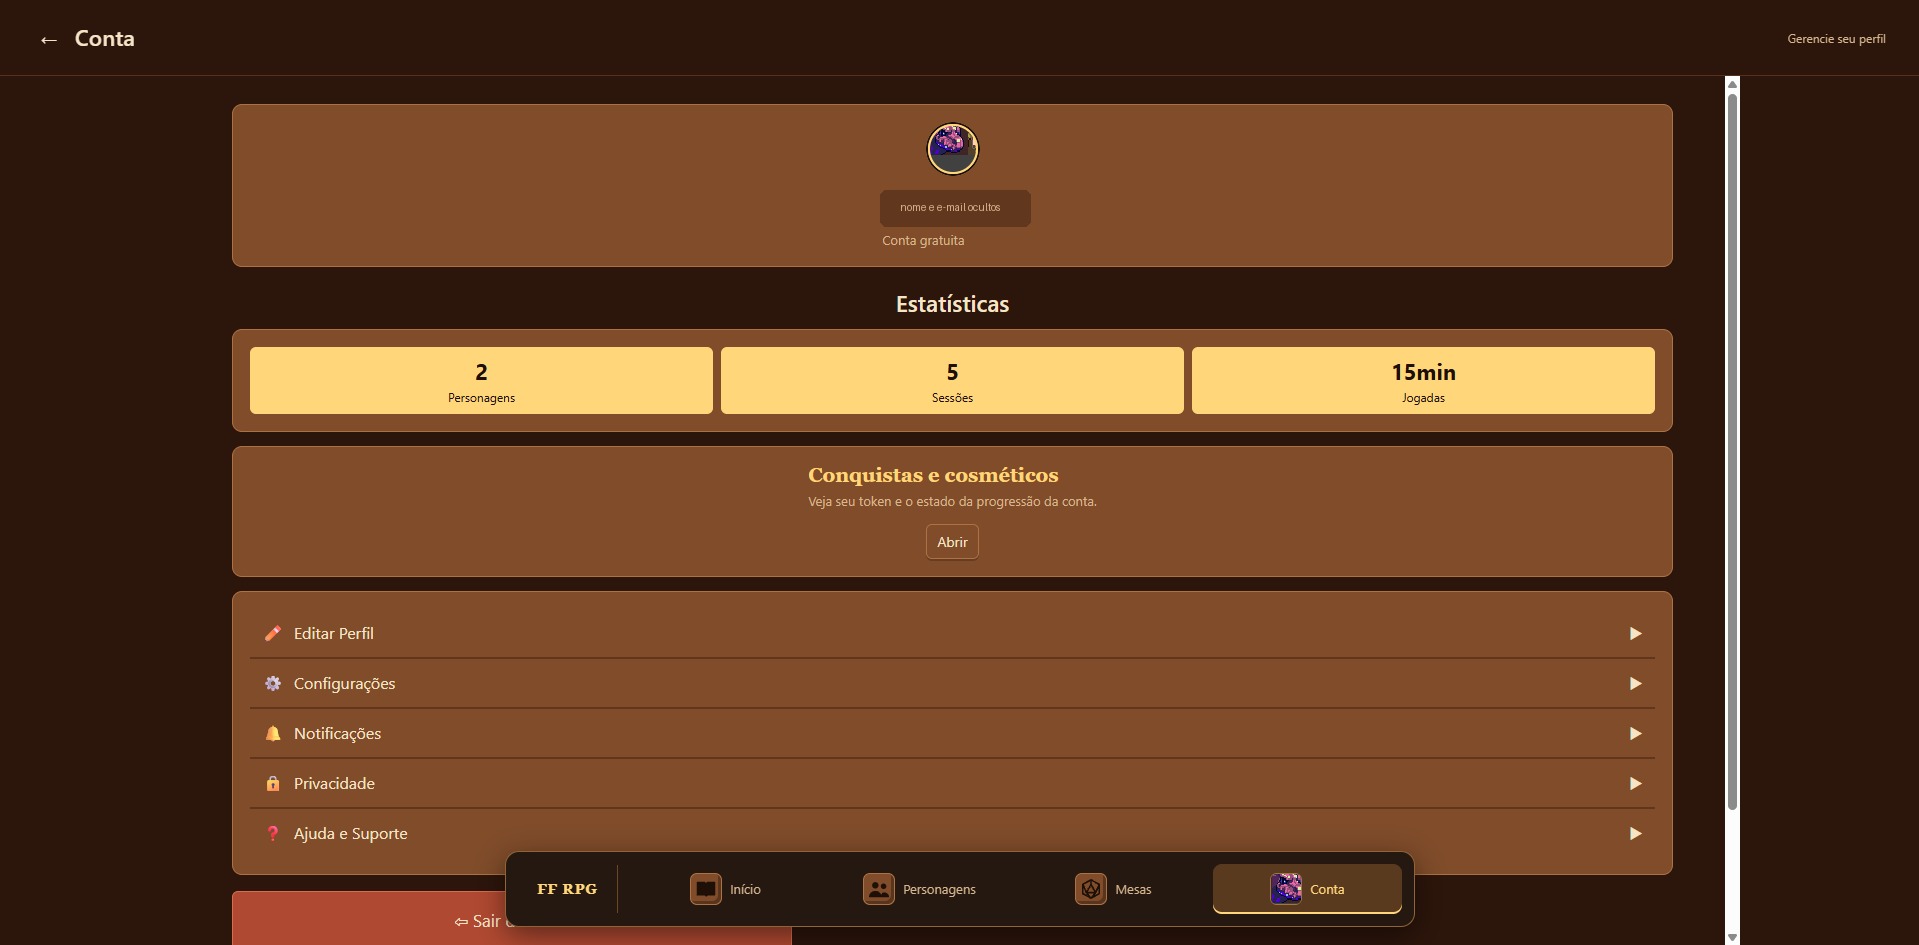 ← Conta
Gerencie seu perfil
nome e e-mail ocultos
Conta gratuita
Estatísticas
2
Personagens
5
Sessões
15min
Jogadas
Conquistas e cosméticos
Veja seu token e o estado da progressão da conta.
Abrir
Editar Perfil
Configurações
Notificações
Privacidade
Ajuda e Suporte
⇦ Sair
FF RPG
Início
Personagens
Mesas
Conta